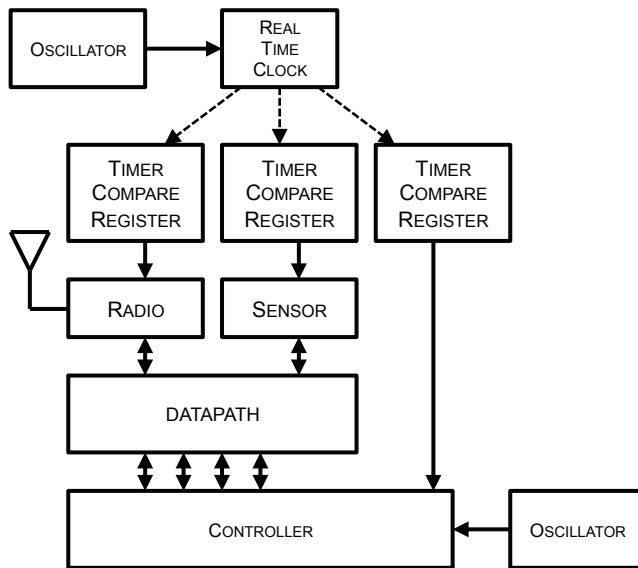 OSCILLATOR
REAL
TIME
CLOCK
TIMER
COMPARE
REGISTER
TIMER
COMPARE
REGISTER
TIMER
COMPARE
REGISTER
RADIO
SENSOR
DATAPATH
CONTROLLER
OSCILLATOR